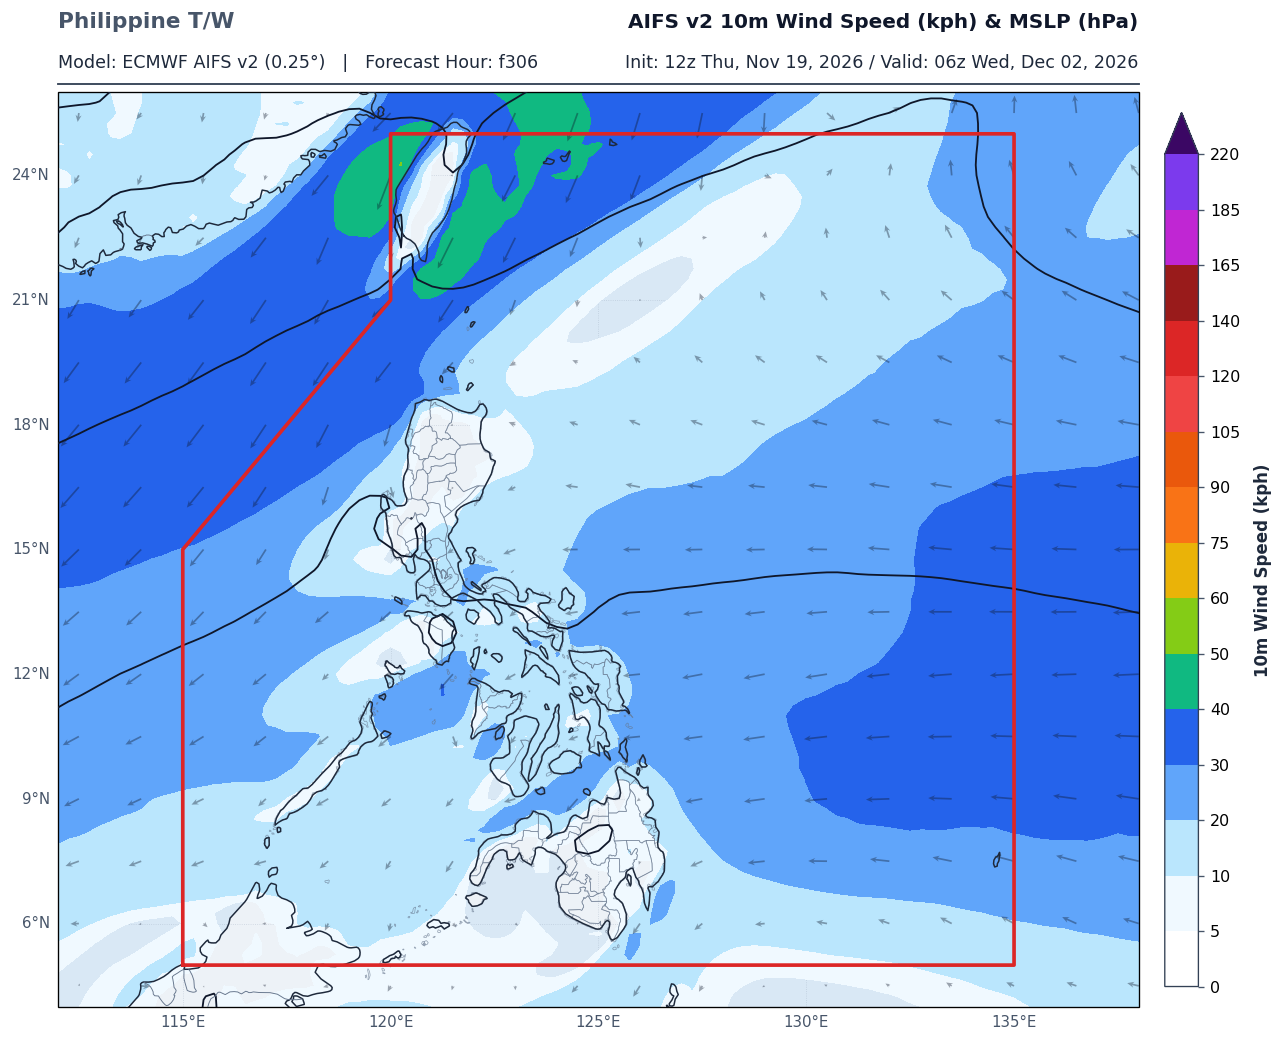 Philippine T/W
AIFS v2 10m Wind Speed (kph) & MSLP (hPa)
Model: ECMWF AIFS v2 (0.25°) | Forecast Hour: f306
Init: 12z Thu, Nov 19, 2026 / Valid: 06z Wed, Dec 02, 2026
24°N
21°N
18°N
15°N
12°N
9°N
6°N
115°E
120°E
125°E
130°E
135°E
220
185
165
140
120
105
90
75
60
50
40
30
20
10
5
0
10m Wind Speed (kph)